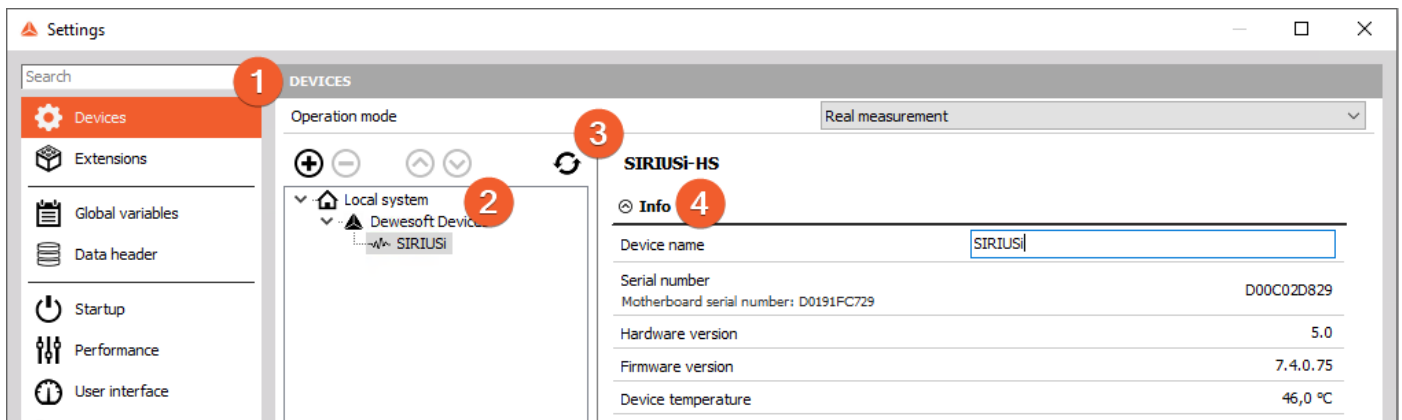 Settings
Search
1
DEVICES
Devices
Operation mode
Real measurement
Extensions
3
SIRIUSi-HS
Local system
2
Info
4
Global variables
Dewesoft Devic
SIRIUSi
Device name
SIRIUSi
Data header
Serial number
D00C02D829
Motherboard serial number: D0191FC729
Startup
Hardware version
5.0
Performance
Firmware version
7.4.0.75
User interface
Device temperature
46,0 ºC